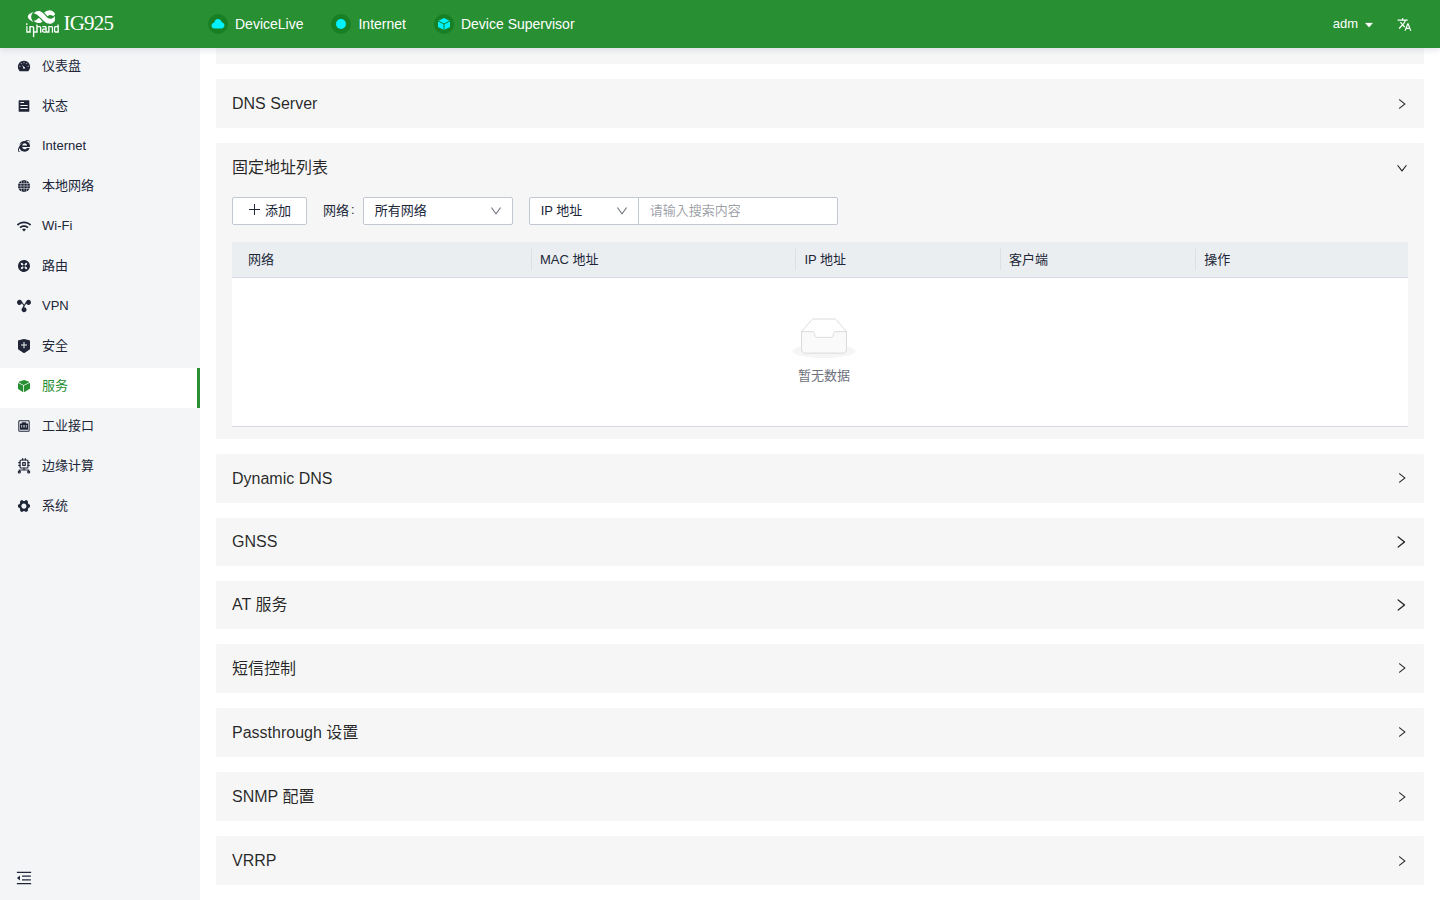 inhand IG925
DeviceLive
Internet
Device Supervisor
adm
仪表盘
状态
Internet
本地网络
Wi-Fi
路由
VPN
安全
服务
工业接口
边缘计算
系统
DNS Server
固定地址列表
添加
网络:
所有网络
IP 地址
请输入搜索内容
网络
MAC 地址
IP 地址
客户端
操作
暂无数据
Dynamic DNS
GNSS
AT 服务
短信控制
Passthrough 设置
SNMP 配置
VRRP